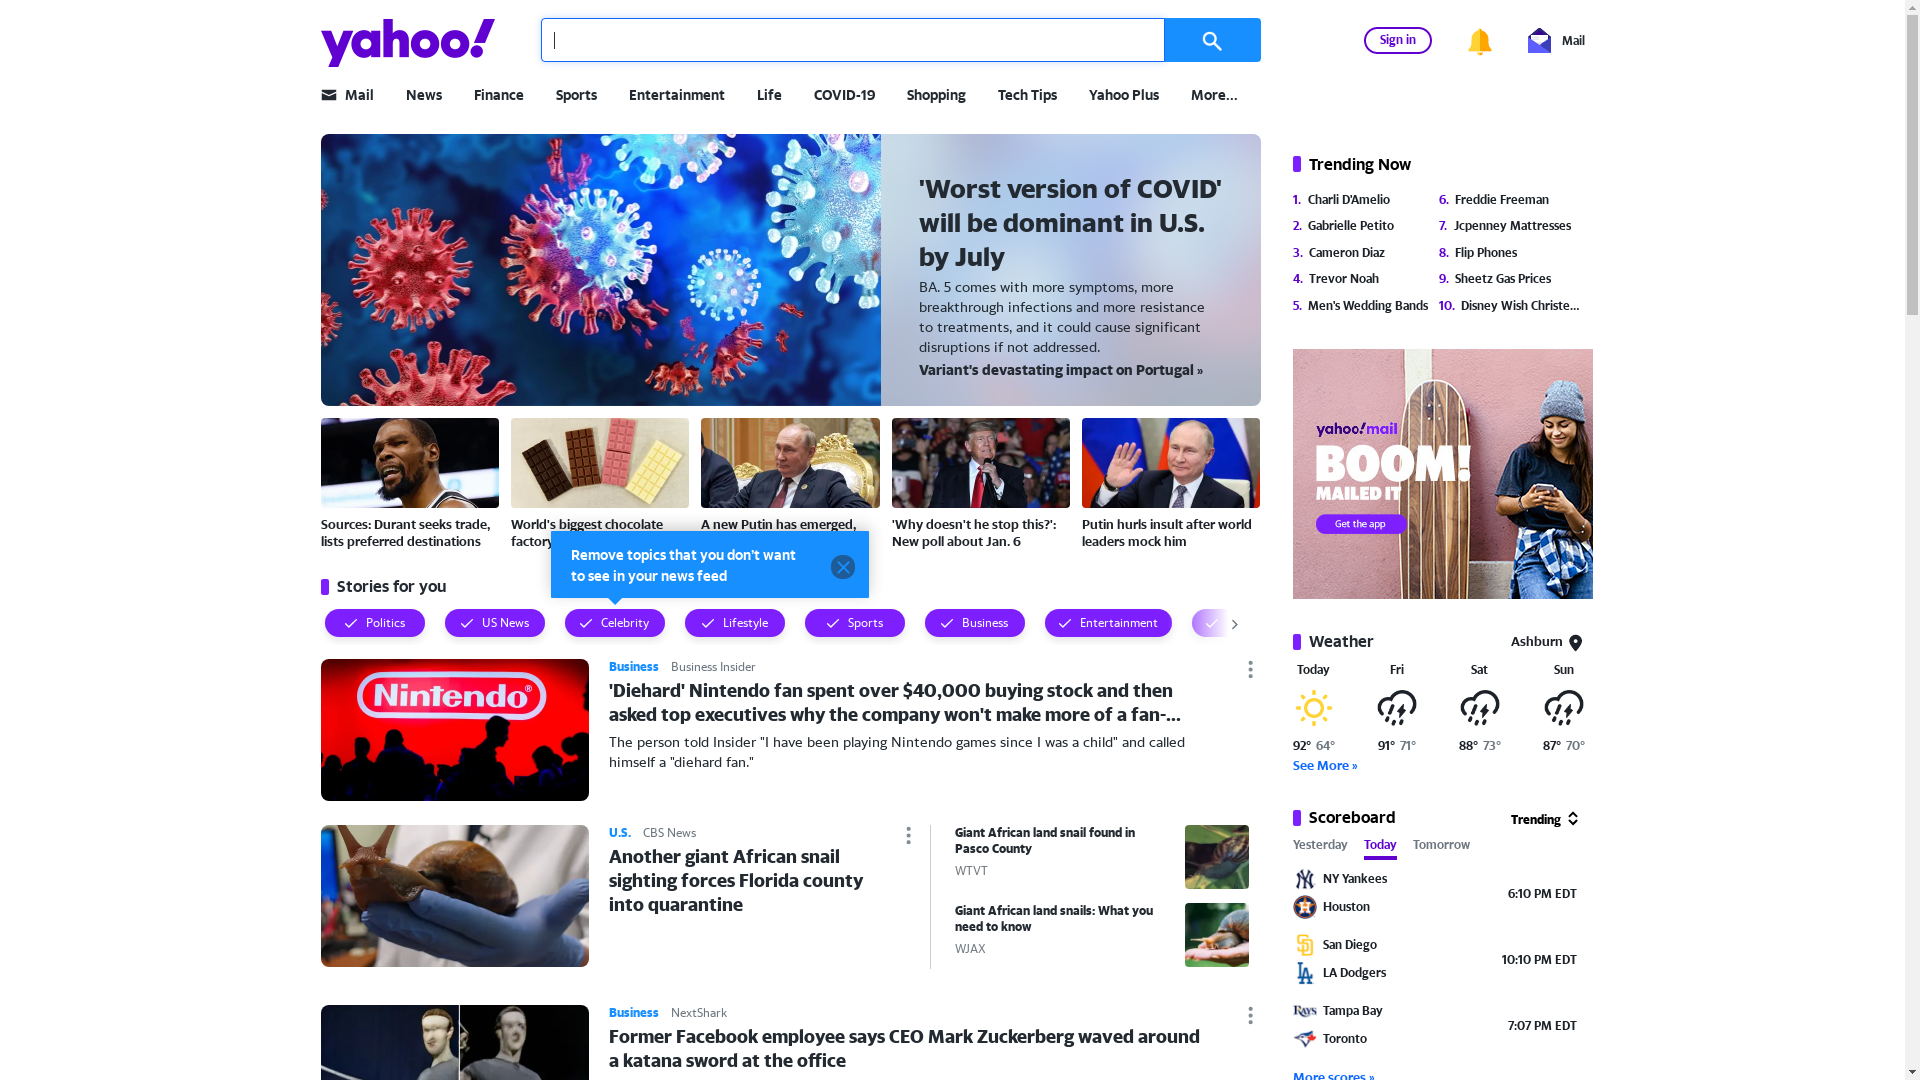 yahoo!
Sign in
Mail
Mail
News
Finance
Sports
Entertainment
Life
COVID-19
Shopping
Tech Tips
Yahoo Plus
More...
'Worst version of COVID'
will be dominant in U.S.
by July
BA. 5 comes with more symptoms, more
breakthrough infections and more resistance
to treatments, and it could cause significant
disruptions if not addressed.
Variant's devastating impact on Portugal »
Sources: Durant seeks trade,
lists preferred destinations
World's biggest chocolate
factory
A new Putin has emerged,
'Why doesn't he stop this?':
New poll about Jan. 6
Putin hurls insult after world
leaders mock him
Remove topics that you don't want
to see in your news feed
Stories for you
Politics
US News
Celebrity
Lifestyle
Sports
Business
Entertainment
Nintendo®
Business
Business Insider
'Diehard' Nintendo fan spent over $40,000 buying stock and then
asked top executives why the company won't make more of a fan-...
The person told Insider "I have been playing Nintendo games since I was a child" and called
himself a "diehard fan."
U.S.
CBS News
Another giant African snail
sighting forces Florida county
into quarantine
Giant African land snail found in
Pasco County
WTVT
Giant African land snails: What you
need to know
WJAX
Business
NextShark
Former Facebook employee says CEO Mark Zuckerberg waved around
a katana sword at the office
Trending Now
1. Charli D'Amelio
2. Gabrielle Petito
3. Cameron Diaz
4. Trevor Noah
5. Men's Wedding Bands
6. Freddie Freeman
7. Jcpenney Mattresses
8. Flip Phones
9. Sheetz Gas Prices
10. Disney Wish Christe...
yahoo!mail
BOOM!
MAILED IT
Get the app
Weather
Ashburn
Today
Fri
Sat
Sun
92° 64°
91° 71°
88° 73°
87° 70°
See More »
Scoreboard
Trending
Yesterday
Today
Tomorrow
NY Yankees
Houston
6:10 PM EDT
San Diego
LA Dodgers
10:10 PM EDT
RAYS
Tampa Bay
Toronto
7:07 PM EDT
More scores »